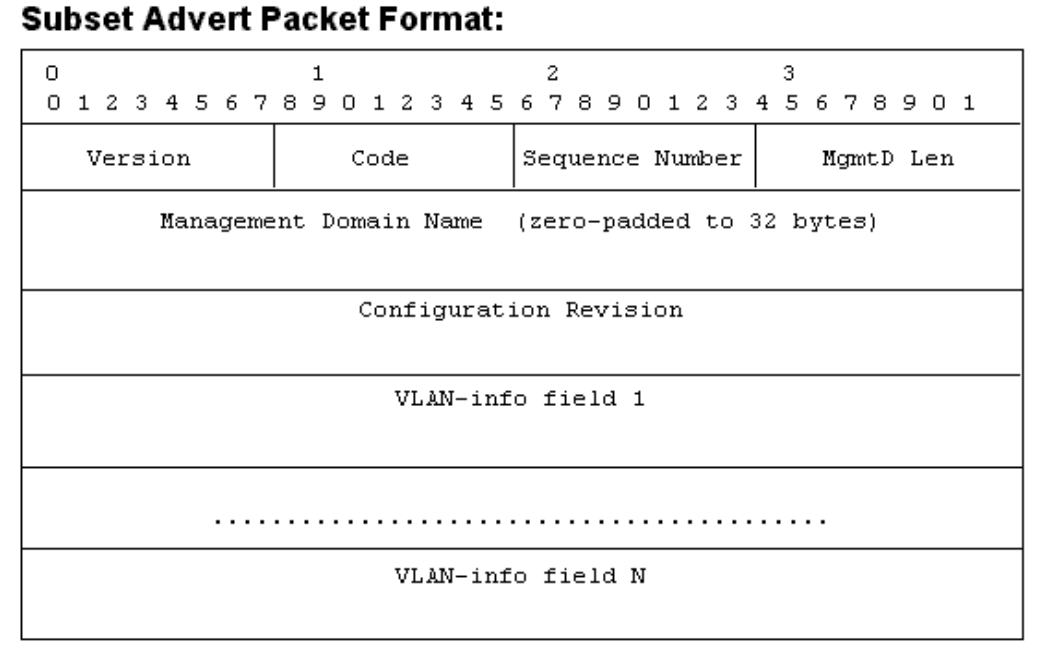 Subset Advert Packet Format:
0 1 2 3
0 1 2 3 4 5 6 7 8 9 0 1 2 3 4 5 6 7 8 9 0 1 2 3 4 5 6 7 8 9 0 1
Version Code Sequence Number MgmtD Len
Management Domain Name (zero-padded to 32 bytes)
Configuration Revision
VLAN-info field 1
..........................................
VLAN-info field N